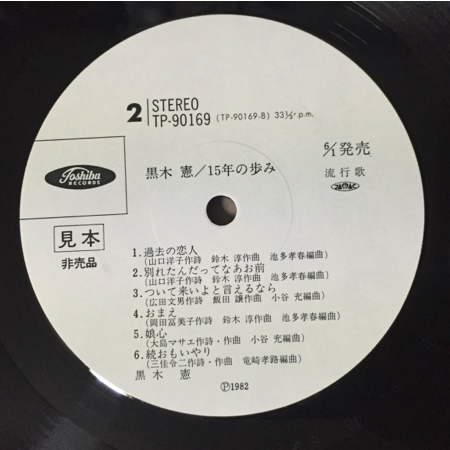 2 STEREO
TP-90169 (TP-90169-B) 33⅓r.p.m.
6/1発売
黒木 憲/15年の歩み
流行歌
JASRAC
Toshiba
RECORDS
見本
非売品
1.過去の恋人
(山口洋子作詩 鈴木 淳作曲 池多孝春編曲)
2.別れたんだってなあお前
(山口洋子作詩 鈴木 淳作曲 池多孝春編曲)
3.ついて来いよと言えるなら
(広田文男作詩 飯田 譲作曲 小谷 充編曲)
4.おまえ
(岡田冨美子作詩 鈴木 淳作曲 池多孝春編曲)
5.娘心
(大島マサエ作詩・作曲 小谷 充編曲)
6.続おもいやり
(三佳令二作詩・作曲 竜崎孝路編曲)
黒木 憲
Ⓟ1982